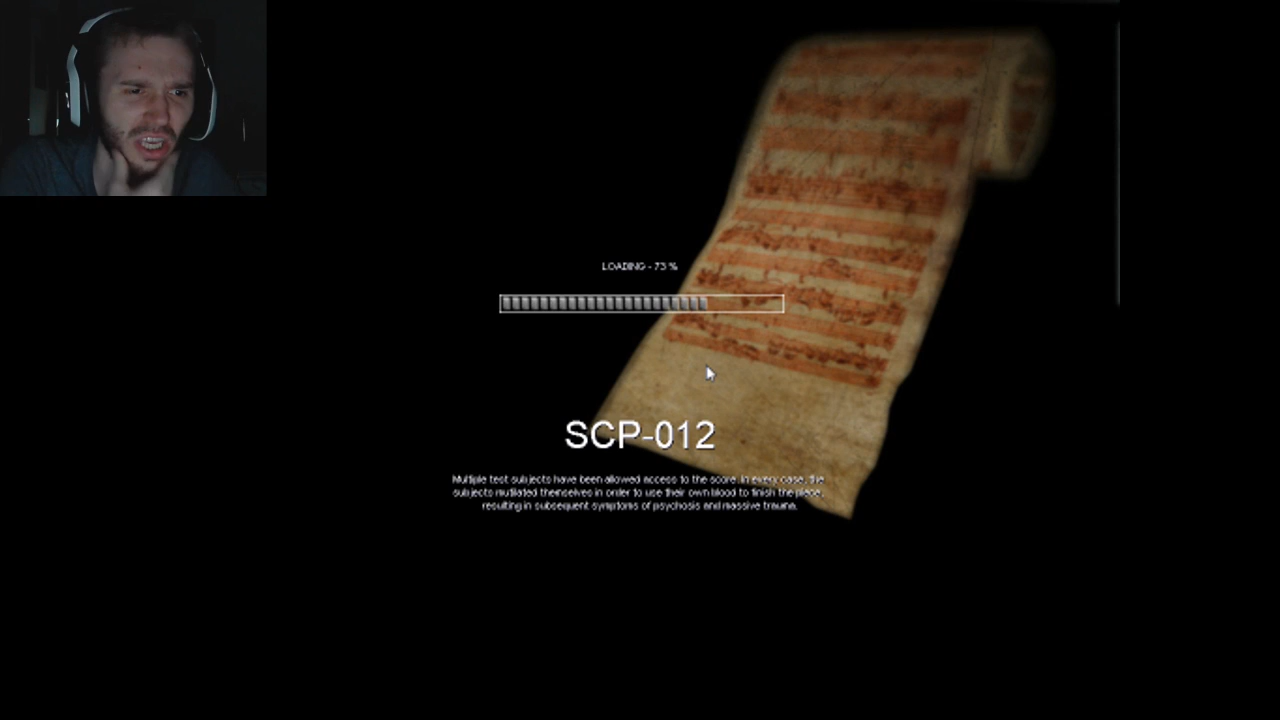 LOADING - 73 %
SCP-012
Multiple test subjects have been allowed access to the score. In every case, the
subjects mutilated themselves in order to use their own blood to finish the piece,
resulting in subsequent symptoms of psychosis and massive trauma.